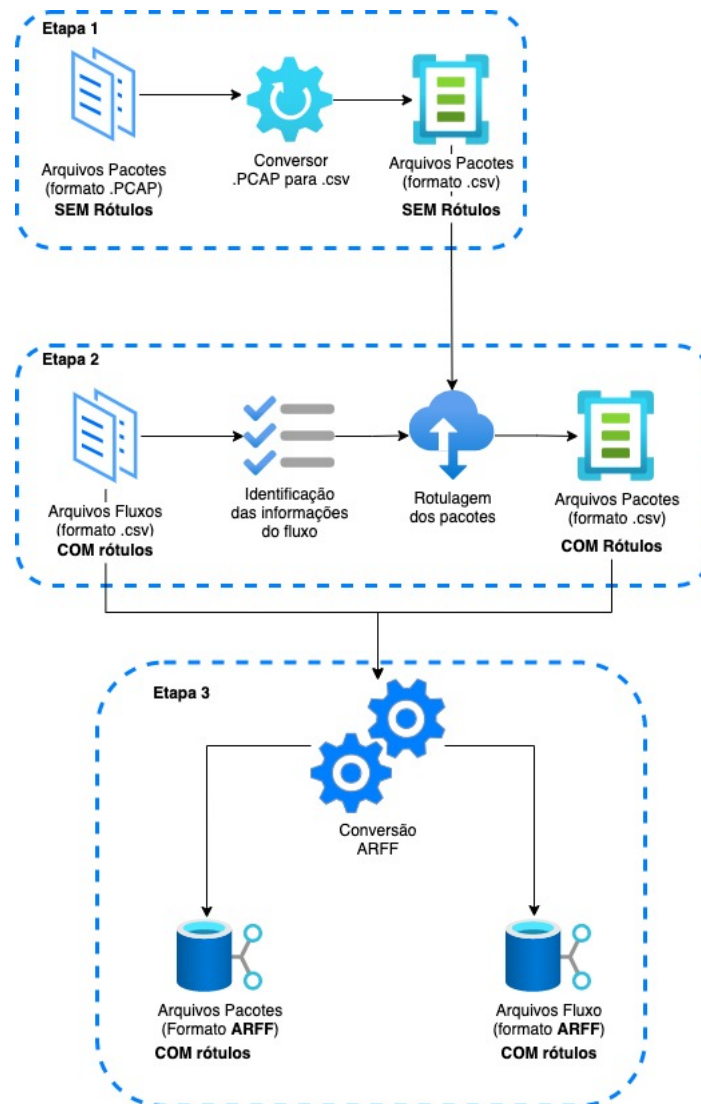 Etapa 1
Arquivos Pacotes
(formato .PCAP)
SEM Rótulos
Conversor
.PCAP para .csv
Arquivos Pacotes
(formato .csv)
SEM Rótulos
Etapa 2
Arquivos Fluxos
(formato .csv)
COM rótulos
Identificação
das informações
do fluxo
Rotulagem
dos pacotes
Arquivos Pacotes
(formato .csv)
COM Rótulos
Etapa 3
Conversão
ARFF
Arquivos Pacotes
(Formato ARFF)
COM rótulos
Arquivos Fluxo
(formato ARFF)
COM rótulos